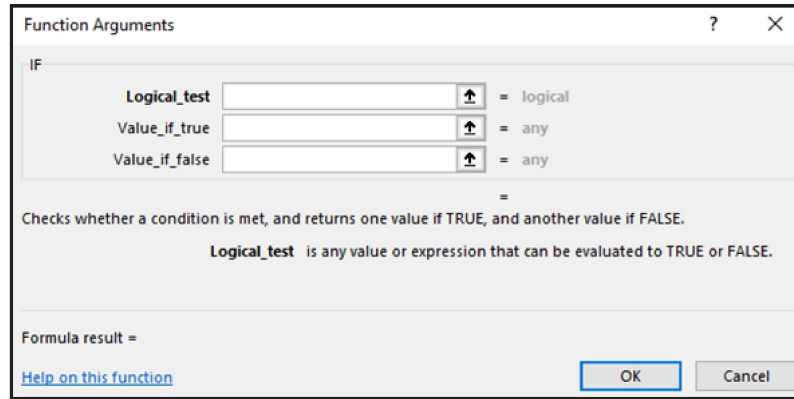 Function Arguments ? ×
IF
Logical_test = logical
Value_if_true = any
Value_if_false = any
=
Checks whether a condition is met, and returns one value if TRUE, and another value if FALSE.
Logical_test is any value or expression that can be evaluated to TRUE or FALSE.
Formula result =
Help on this function OK Cancel